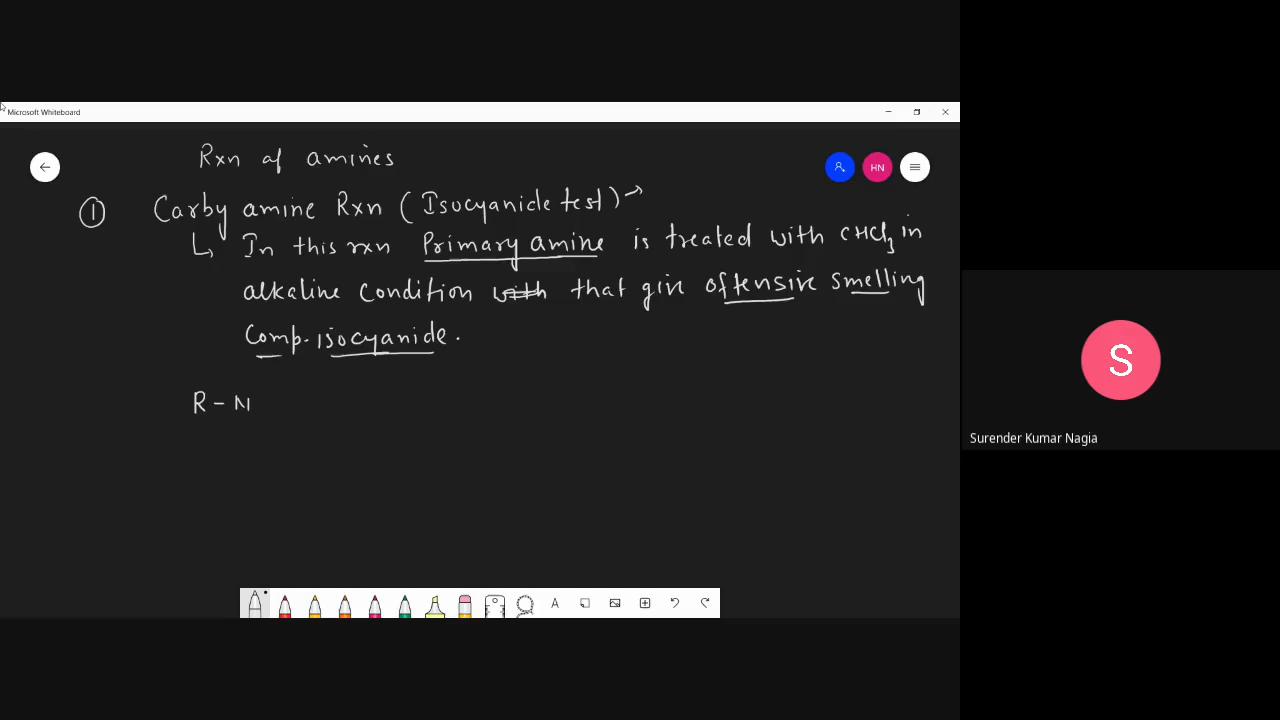 Microsoft Whiteboard
Rxn of amines
HN
① Carby amine Rxn (Isocyanide test) →
↳ In this rxn Primary amine is treated with CHCl3 in
alkaline condition with that give offensive smelling
Comp. isocyanide.
R - N
A
S
Surender Kumar Nagia